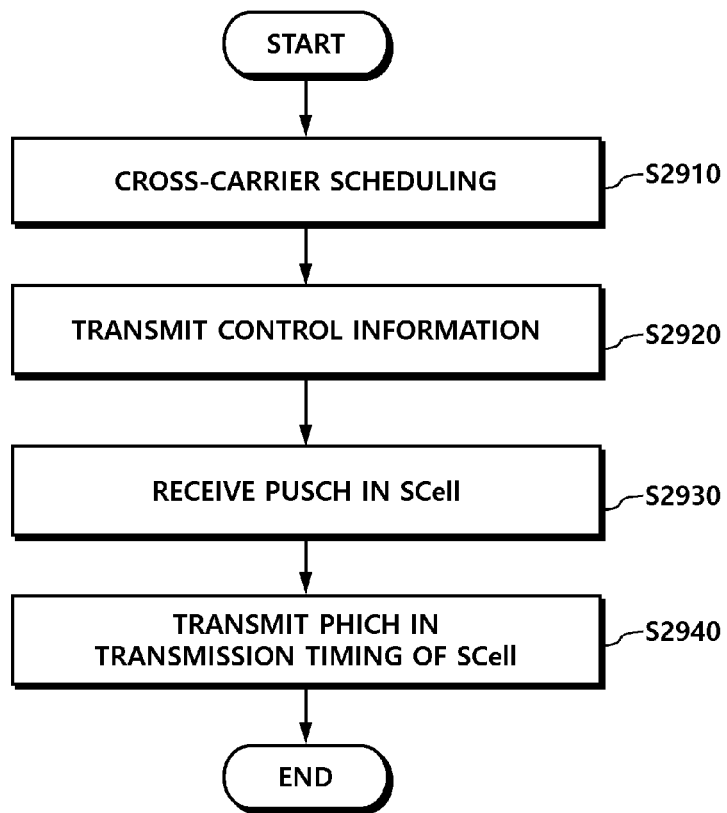 START
CROSS-CARRIER SCHEDULING
S2910
TRANSMIT CONTROL INFORMATION
S2920
RECEIVE PUSCH IN SCell
S2930
TRANSMIT PHICH IN
TRANSMISSION TIMING OF SCell
S2940
END